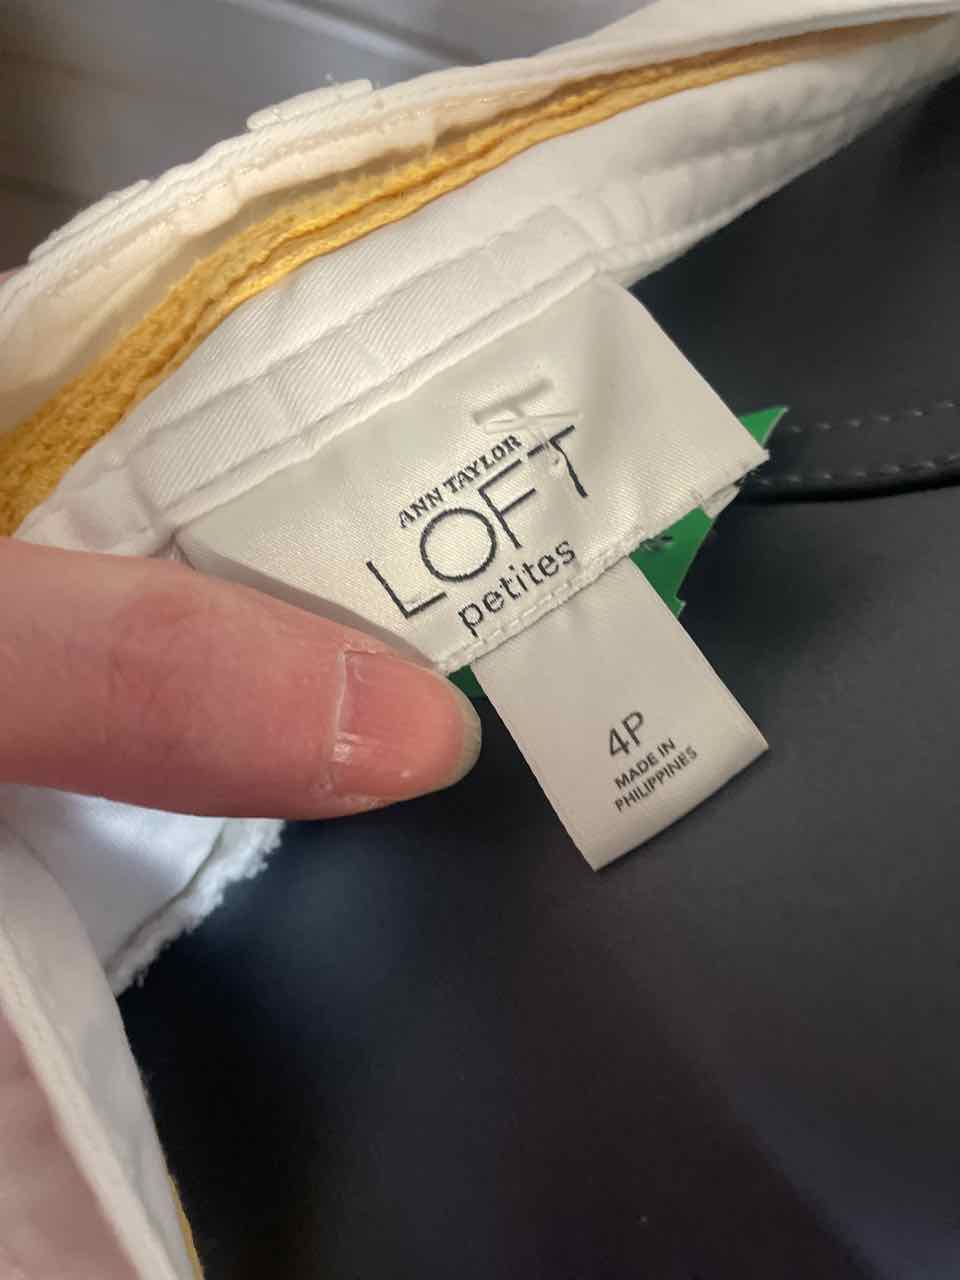 ANN TAYLOR
LOFT
petites
4P
MADE IN
PHILIPPINES